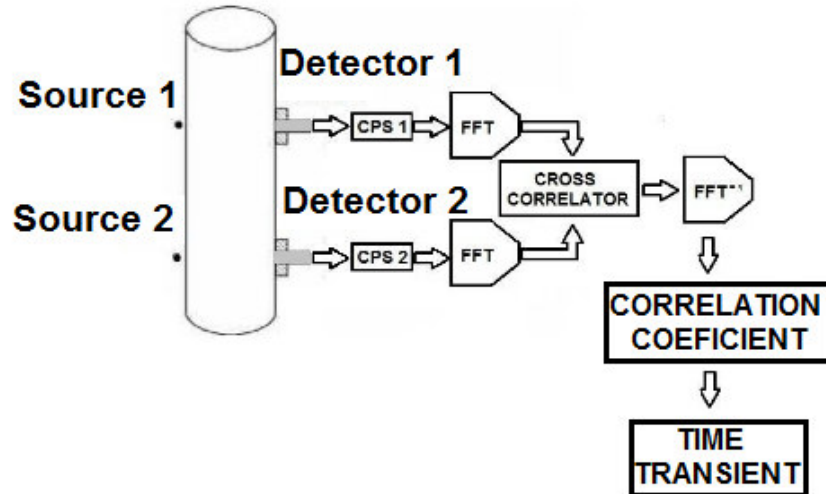 Detector 1
Source 1
CPS 1
FFT
CROSS
CORRELATOR
FFT⁻¹
Source 2
Detector 2
CPS 2
FFT
CORRELATION
COEFICIENT
TIME
TRANSIENT